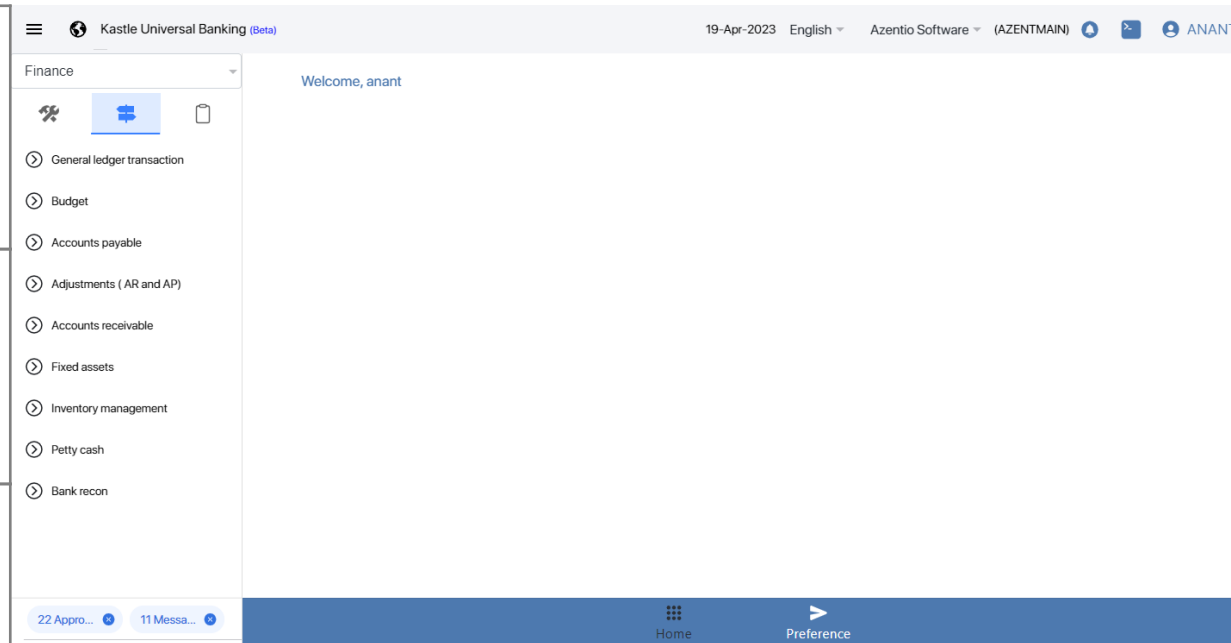 Kastle Universal Banking (Beta) 19-Apr-2023 English Azentio Software (AZENTMAIN) ANANT
Finance
Welcome, anant
General ledger transaction
Budget
Accounts payable
Adjustments ( AR and AP)
Accounts receivable
Fixed assets
Inventory management
Petty cash
Bank recon
22 Appro... 11 Messa... Home Preference